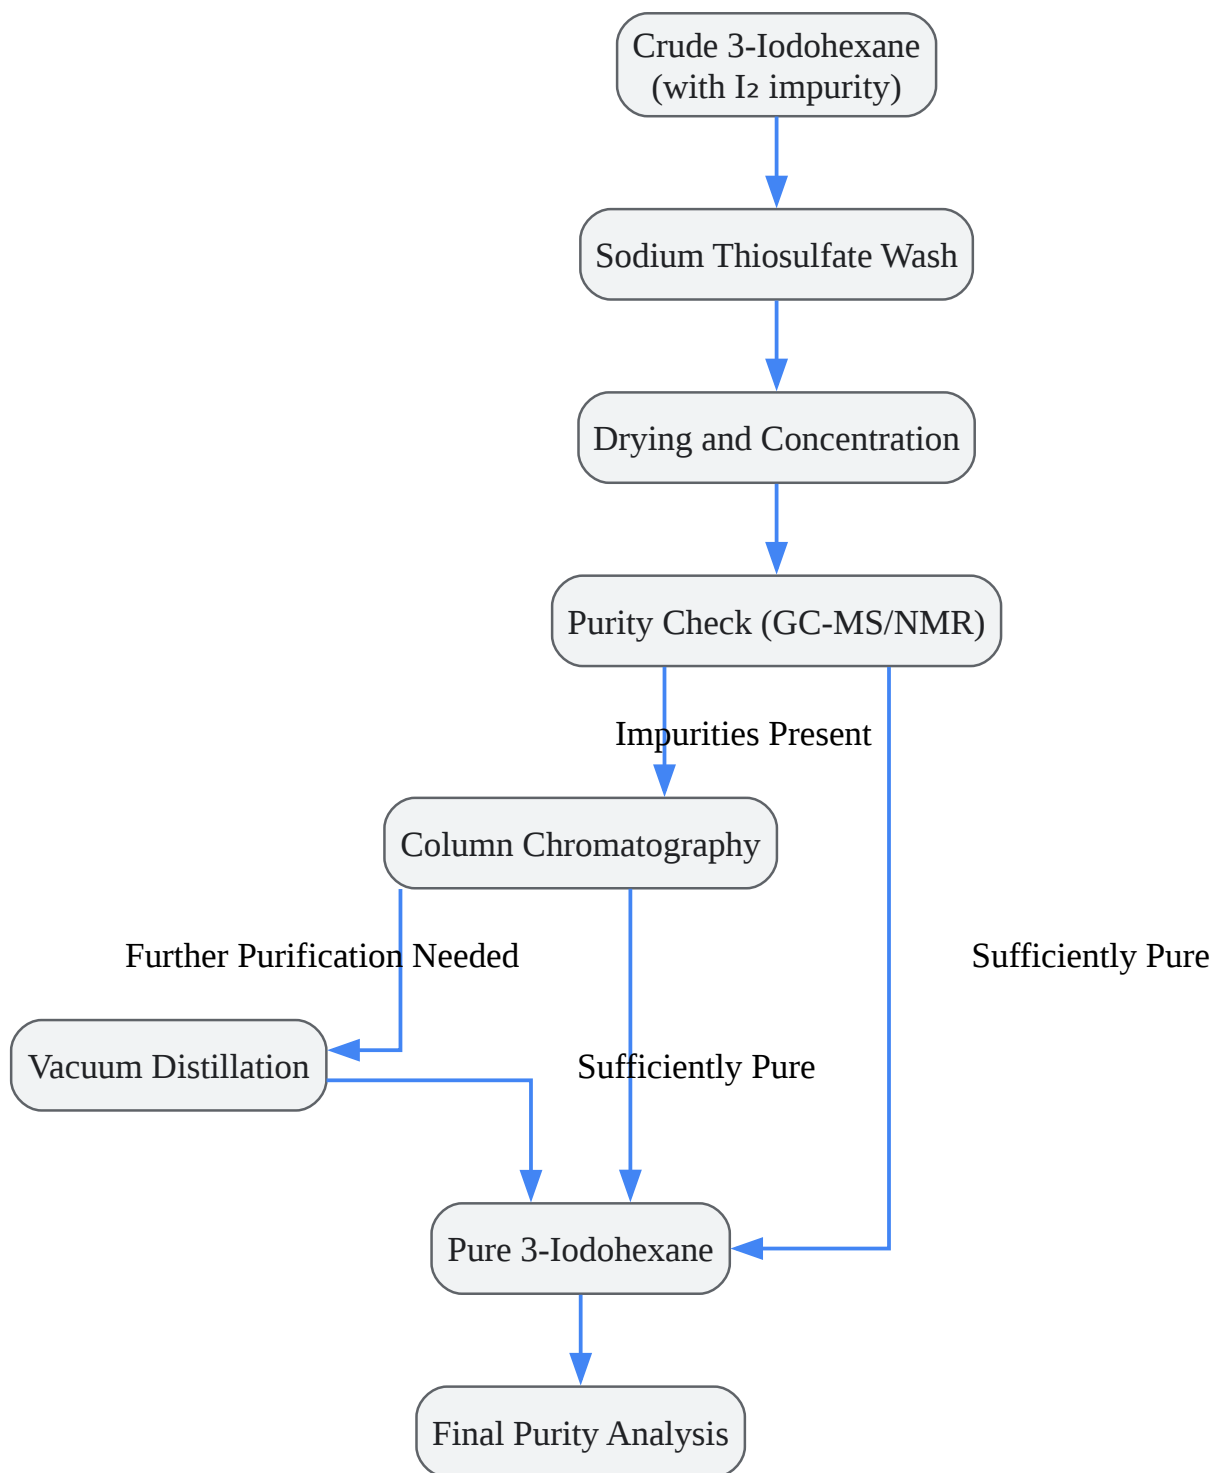 Crude 3-Iodohexane
(with I₂ impurity)
Sodium Thiosulfate Wash
Drying and Concentration
Purity Check (GC-MS/NMR)
Impurities Present
Column Chromatography
Further Purification Needed
Sufficiently Pure
Vacuum Distillation
Sufficiently Pure
Pure 3-Iodohexane
Final Purity Analysis